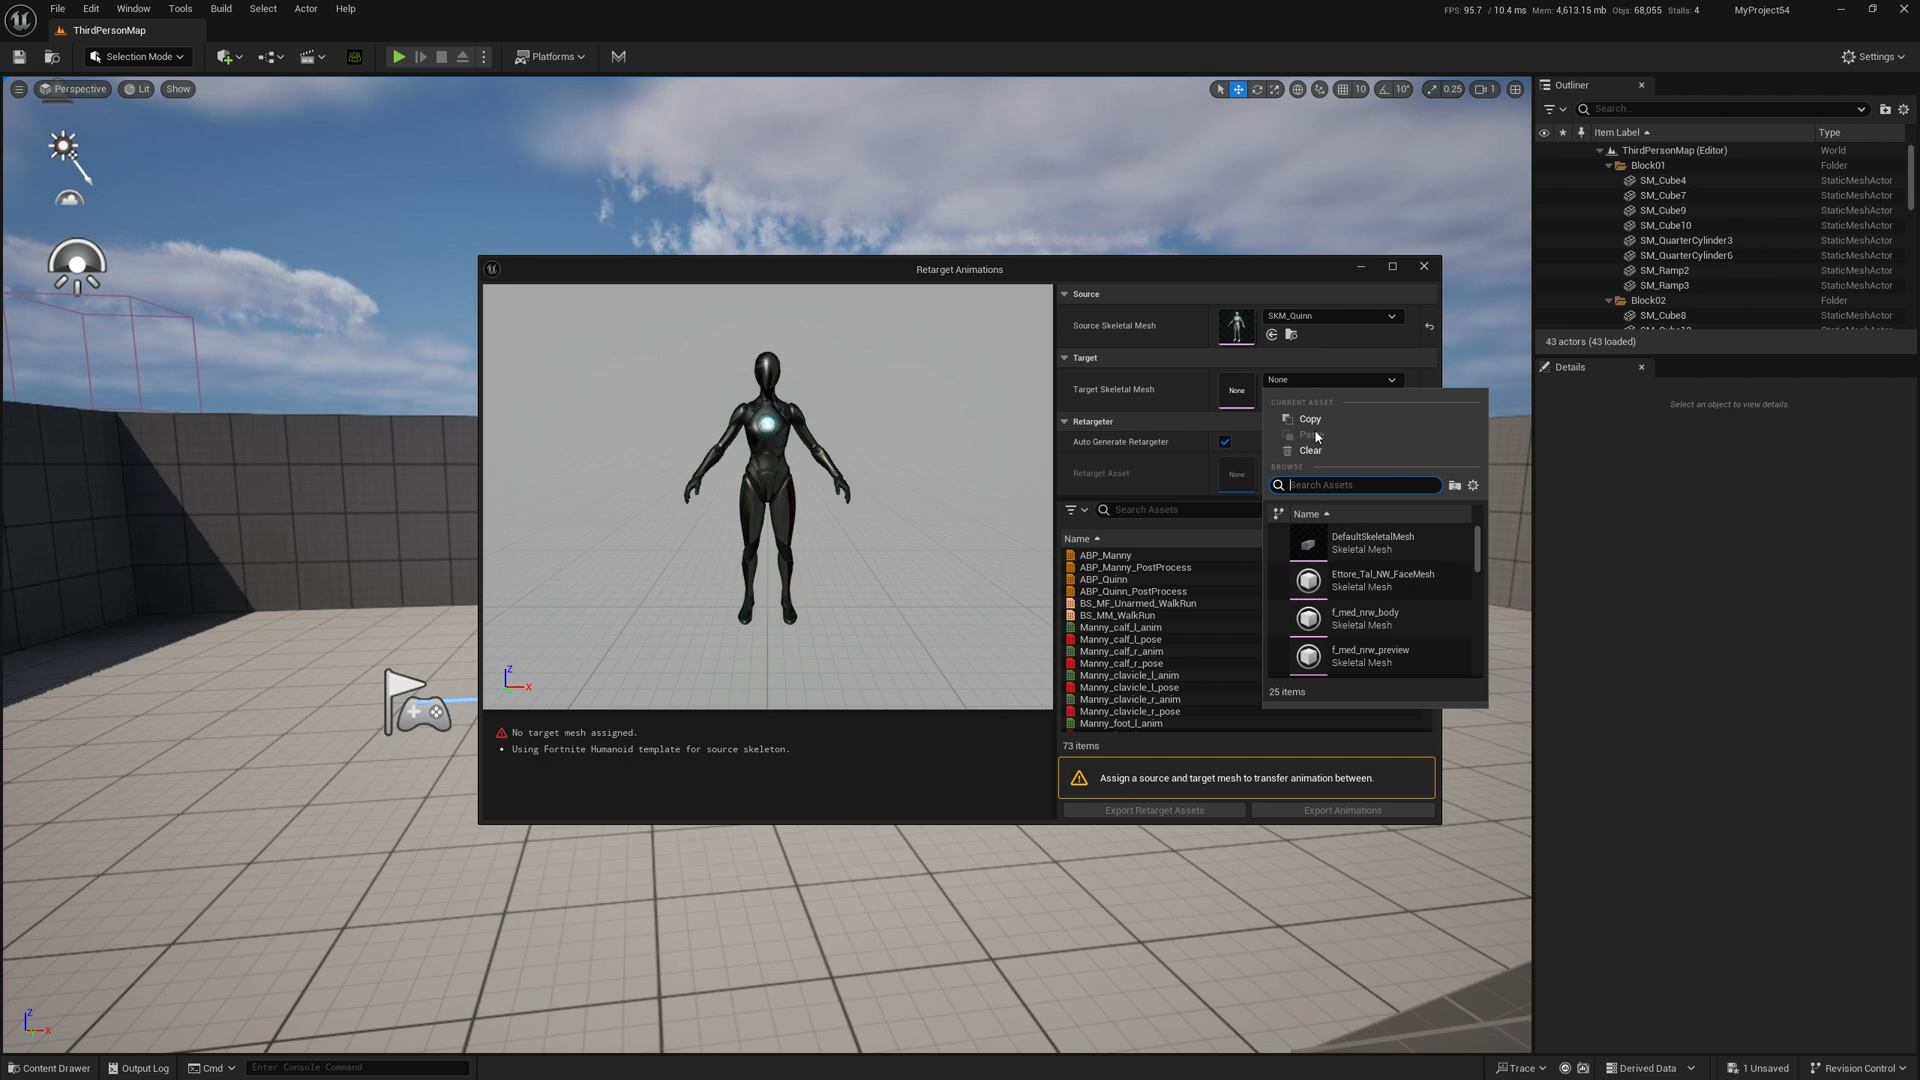 File Edit Window Tools Build Select Actor Help
FPS: 95.7 / 10.4 ms Mem: 4,613.15 mb Objs: 68,055 Stalls: 4 MyProject54
ThirdPersonMap
Selection Mode
Platforms
Settings
Perspective Lit Show
10 10° 0.25 1
Outliner
Search...
Item Label Type
ThirdPersonMap (Editor) World
Block01 Folder
SM_Cube4 StaticMeshActor
SM_Cube7 StaticMeshActor
SM_Cube9 StaticMeshActor
SM_Cube10 StaticMeshActor
SM_QuarterCylinder3 StaticMeshActor
SM_QuarterCylinder6 StaticMeshActor
SM_Ramp2 StaticMeshActor
SM_Ramp3 StaticMeshActor
Block02 Folder
SM_Cube8 StaticMeshActor
43 actors (43 loaded)
Details
Select an object to view details.
Retarget Animations
Source
Source Skeletal Mesh SKM_Quinn
Target
Target Skeletal Mesh None None
Retargeter
Auto Generate Retargeter
Retarget Asset None
Search Assets
Name
ABP_Manny
ABP_Manny_PostProcess
ABP_Quinn
ABP_Quinn_PostProcess
BS_MF_Unarmed_WalkRun
BS_MM_WalkRun
Manny_calf_l_anim
Manny_calf_l_pose
Manny_calf_r_anim
Manny_calf_r_pose
Manny_clavicle_l_anim
Manny_clavicle_l_pose
Manny_clavicle_r_anim
Manny_clavicle_r_pose
Manny_foot_l_anim
73 items
Assign a source and target mesh to transfer animation between.
Export Retarget Assets Export Animations
CURRENT ASSET
Copy
Clear
BROWSE
Search Assets
Name
DefaultSkeletalMesh
Skeletal Mesh
Ettore_Tal_NW_FaceMesh
Skeletal Mesh
f_med_nrw_body
Skeletal Mesh
f_med_nrw_preview
Skeletal Mesh
25 items
Z
X
No target mesh assigned.
• Using Fortnite Humanoid template for source skeleton.
Z
X
Content Drawer Output Log Cmd Enter Console Command
Trace Derived Data 1 Unsaved Revision Control